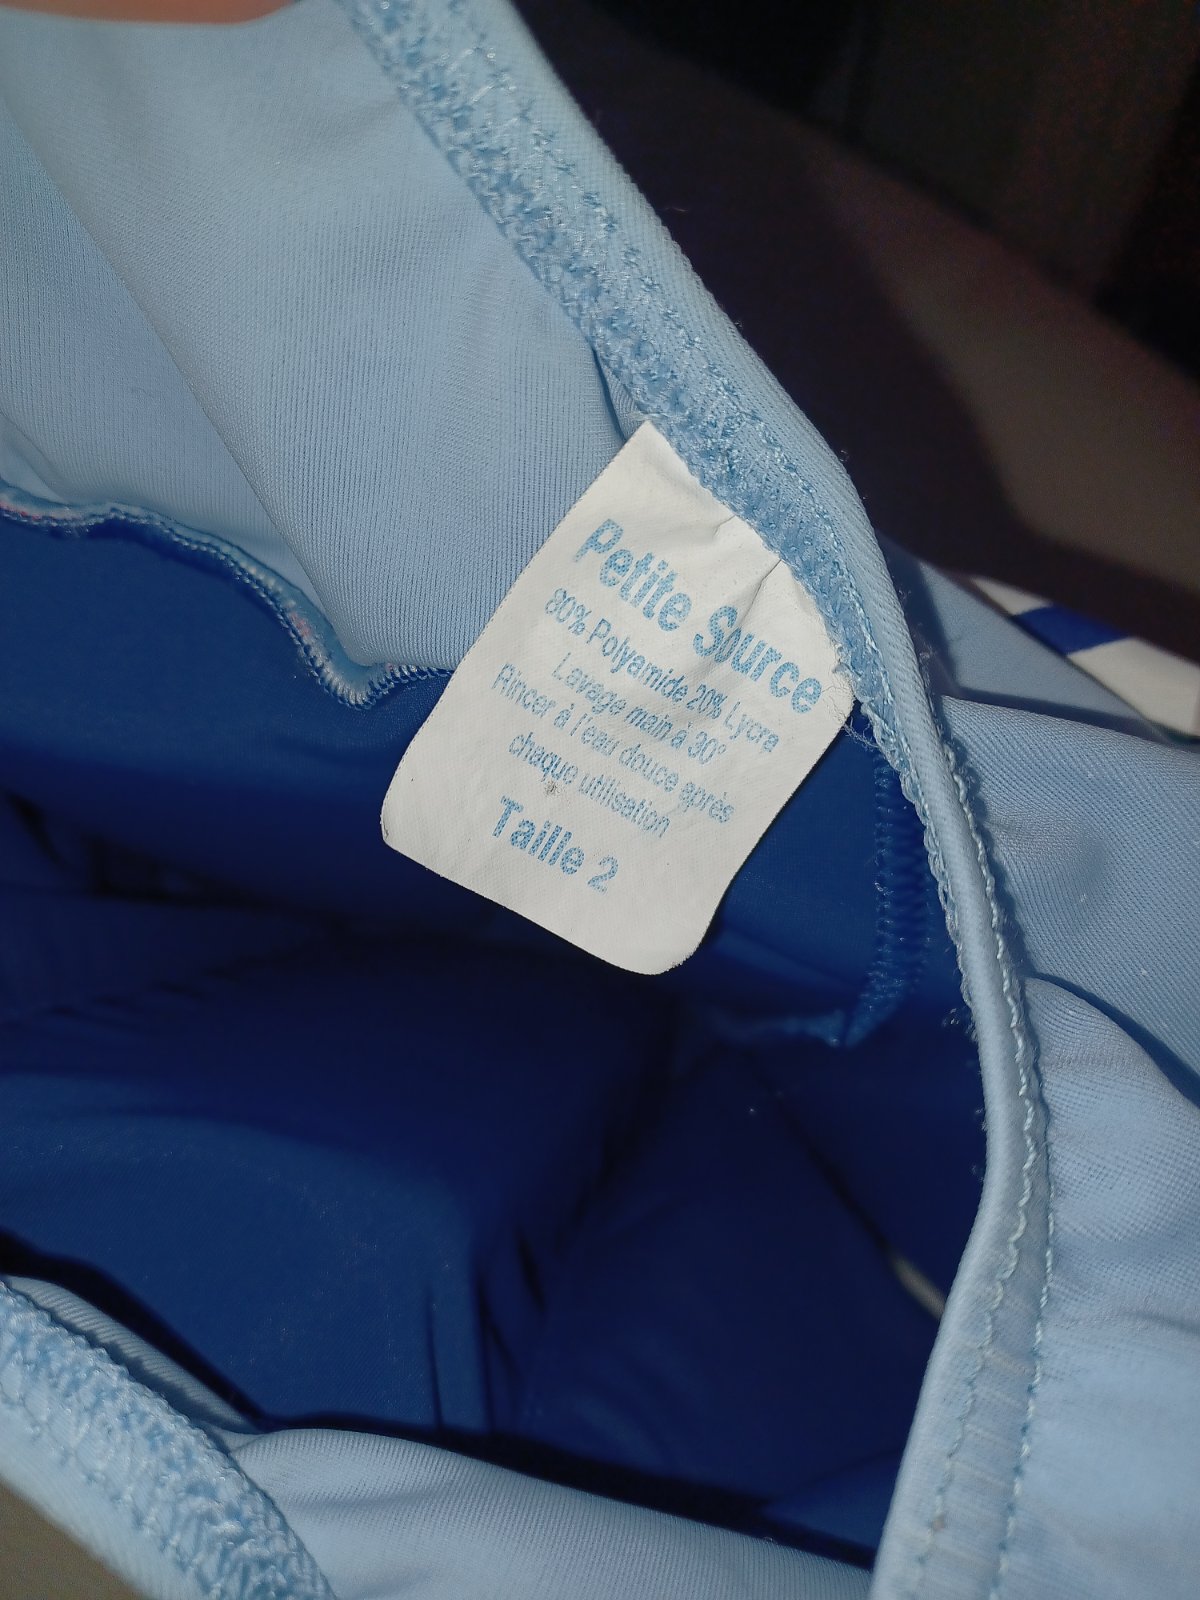 Petite Source
80% Polyamide 20% Lycra
Lavage main à 30°
Rincer à l'eau douce après
chaque utilisation
Taille 2